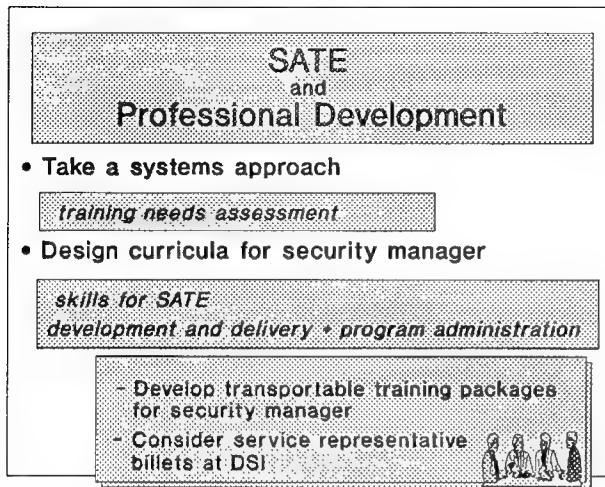 SATE
and
Professional Development
• Take a systems approach
training needs assessment
• Design curricula for security manager
skills for SATE
development and delivery + program administration
- Develop transportable training packages
for security manager
- Consider service representative
billets at DSI